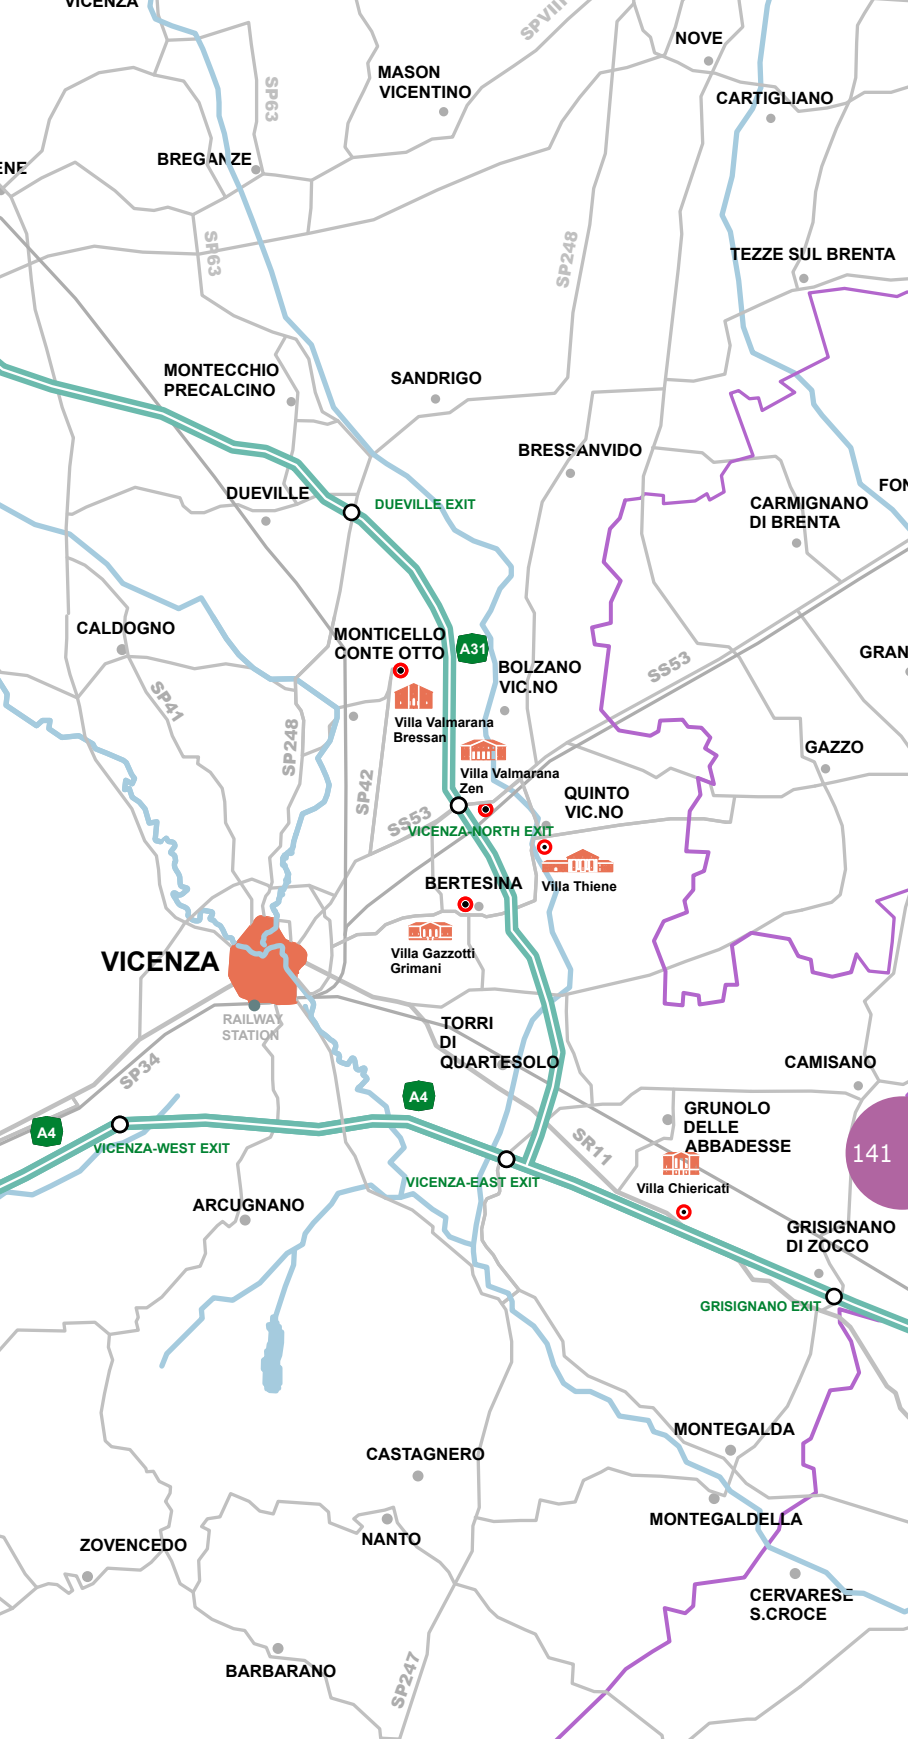 VICENZA
SPVIII
NOVE
MASON
VICENTINO
SP63
CARTIGLIANO
BREGANZE
ENE
SP63
SP248
TEZZE SUL BRENTA
MONTECCHIO
PRECALCINO
SANDRIGO
BRESSANVIDO
FON
DUEVILLE
DUEVILLE EXIT
CARMIGNANO
DI BRENTA
CALDOGNO
MONTICELLO
CONTE OTTO
A31
BOLZANO
VIC.NO
SS53
GRAN
SP41
Villa Valmarana
Bressan
SP248
GAZZO
Villa Valmarana
Zen
SP42
QUINTO
VIC.NO
SS53
VICENZA-NORTH EXIT
BERTESINA
Villa Thiene
VICENZA
Villa Gazzotti
Grimani
RAILWAY
STATION
TORRI
DI
QUARTESOLO
SP34
CAMISANO
A4
A4
GRUNOLO
DELLE
ABBADESSE
SR11
141
VICENZA-WEST EXIT
VICENZA-EAST EXIT
Villa Chiericati
ARCUGNANO
GRISIGNANO
DI ZOCCO
GRISIGNANO EXIT
MONTEGALDA
CASTAGNERO
MONTEGALDELLA
NANTO
ZOVENCEDO
CERVARESE
S.CROCE
BARBARANO
SP247